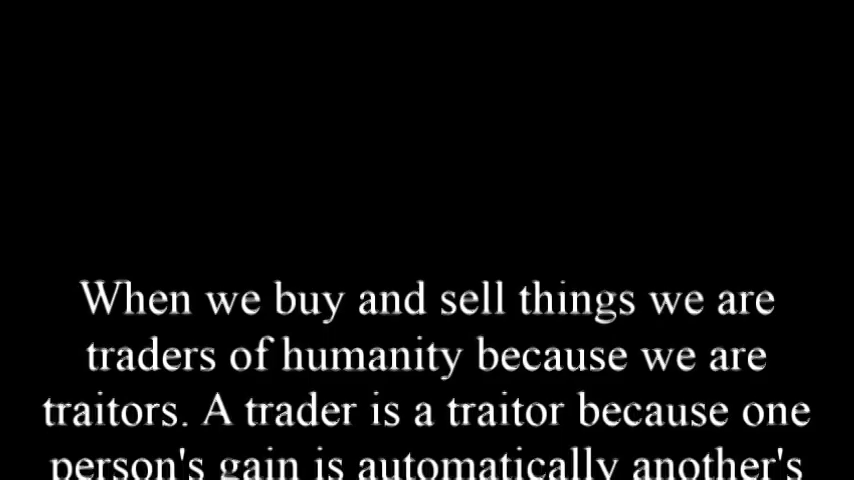 When we buy and sell things we are
traders of humanity because we are
traitors. A trader is a traitor because one
person's gain is automatically another's